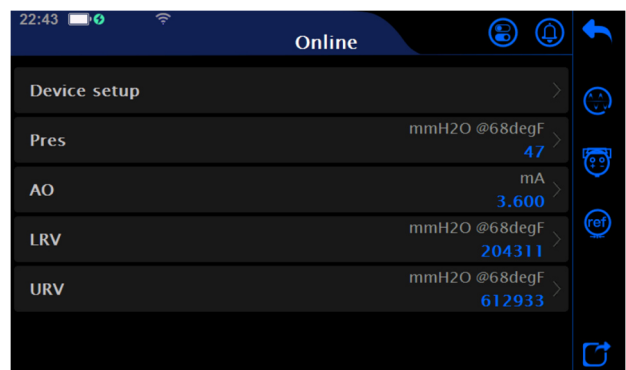 22:43
Online
Device setup
Pres
mmH2O @68degF
47
AO
mA
3.600
LRV
mmH2O @68degF
204311
URV
mmH2O @68degF
612933
ref